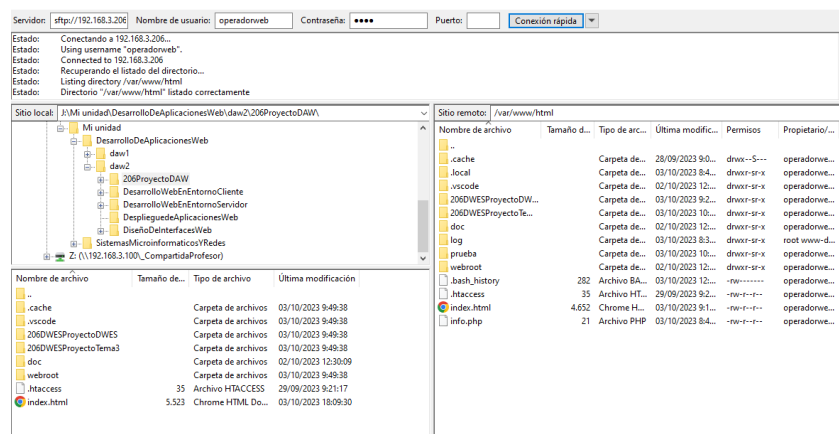 Servidor: sftp://192.168.3.206 Nombre de usuario: operadorweb Contraseña: ●●●● Puerto: Conexión rápida
Estado: Conectando a 192.168.3.206...
Estado: Using username "operadorweb".
Estado: Connected to 192.168.3.206
Estado: Recuperando el listado del directorio...
Estado: Listing directory /var/www/html
Estado: Directorio "/var/www/html" listado correctamente
Sitio local: J:\Mi unidad\DesarrolloDeAplicacionesWeb\daw2\206ProyectoDAW\
Mi unidad
DesarrolloDeAplicacionesWeb
daw1
daw2
206ProyectoDAW
DesarrolloWebEnEntornoCliente
DesarrolloWebEnEntornoServidor
DesplieguedeAplicacionesWeb
DiseñoDeInterfacesWeb
SistemasMicroinformaticosYRedes
Z: (\\192.168.3.100\_CompartidaProfesor)
Nombre de archivo Tamaño de... Tipo de archivo Última modificación
..
.cache Carpeta de archivos 03/10/2023 9:49:38
.vscode Carpeta de archivos 03/10/2023 9:49:38
206DWESProyectoDWES Carpeta de archivos 03/10/2023 9:49:38
206DWESProyectoTema3 Carpeta de archivos 03/10/2023 9:49:38
doc Carpeta de archivos 02/10/2023 12:30:09
webroot Carpeta de archivos 03/10/2023 9:49:38
.htaccess 35 Archivo HTACCESS 29/09/2023 9:21:17
index.html 5.523 Chrome HTML Do... 03/10/2023 18:09:30
Sitio remoto: /var/www/html
Nombre de archivo Tamaño d... Tipo de arc... Última modific... Permisos Propietario/...
..
.cache Carpeta de... 28/09/2023 9:0... drwx--S--- operadorwe...
.local Carpeta de... 03/10/2023 8:4... drwxr-sr-x operadorwe...
.vscode Carpeta de... 02/10/2023 12:... drwxr-sr-x operadorwe...
206DWESProyectoDW... Carpeta de... 03/10/2023 9:2... drwxr-sr-x operadorwe...
206DWESProyectoTe... Carpeta de... 03/10/2023 10:... drwxr-sr-x operadorwe...
doc Carpeta de... 02/10/2023 12:... drwxr-sr-x operadorwe...
log Carpeta de... 03/10/2023 8:3... drwxr-sr-x root www-d...
prueba Carpeta de... 03/10/2023 10:... drwxr-sr-x operadorwe...
webroot Carpeta de... 02/10/2023 12:... drwxr-sr-x operadorwe...
.bash_history 282 Archivo BA... 03/10/2023 12:... -rw------- operadorwe...
.htaccess 35 Archivo HT... 29/09/2023 9:2... -rw-r--r-- operadorwe...
index.html 4.652 Chrome H... 03/10/2023 9:1... -rw-r--r-- operadorwe...
info.php 21 Archivo PHP 03/10/2023 8:4... -rw-r--r-- operadorwe...